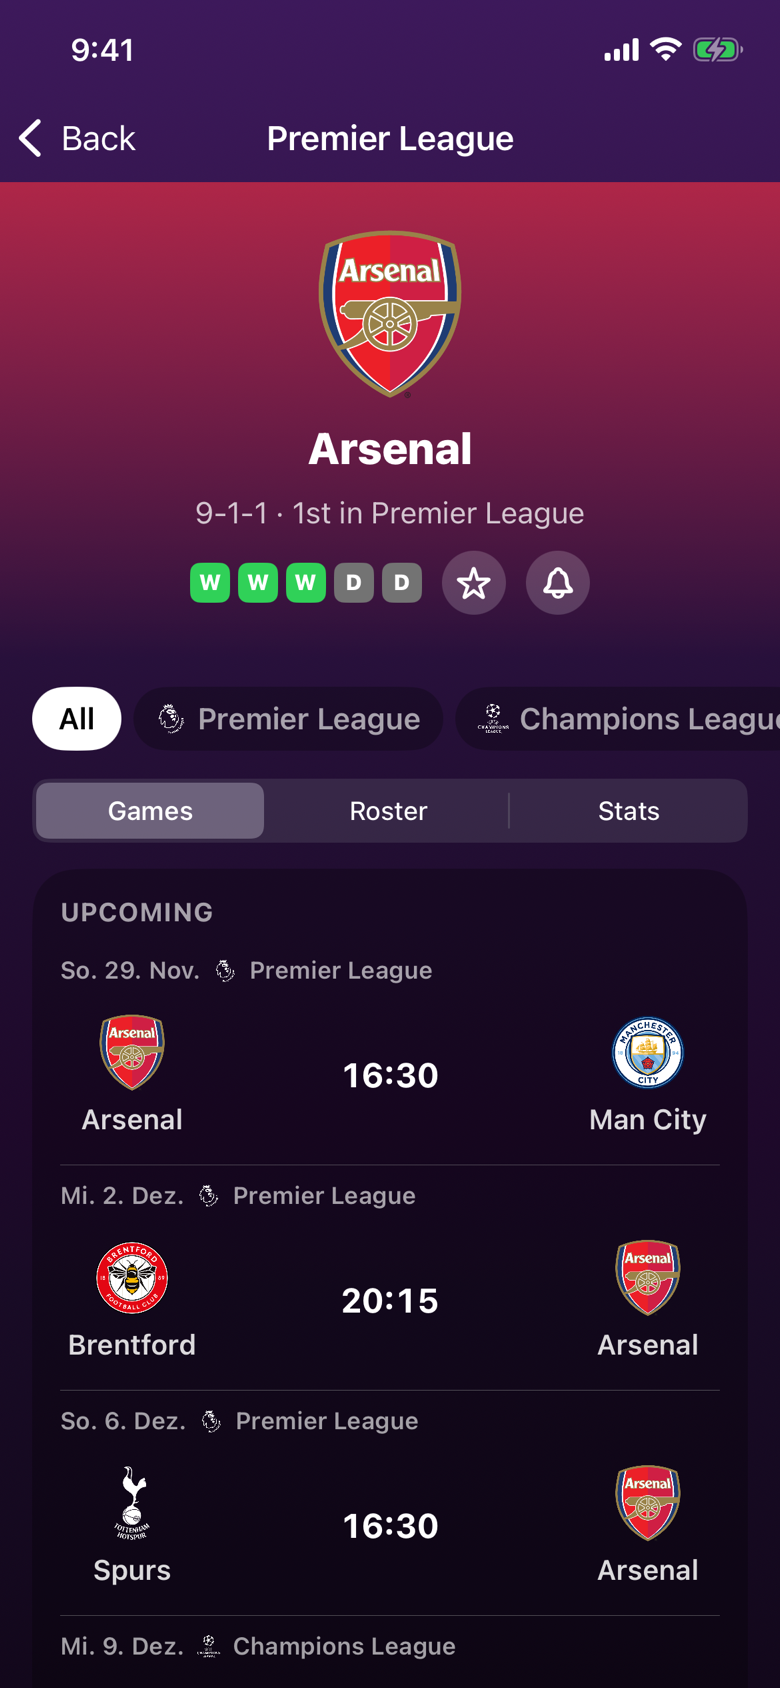 9:41
Back
Premier League
Arsenal
Arsenal
9-1-1 · 1st in Premier League
W W W D D
All
Premier League
Champions Leagu
Games
Roster
Stats
UPCOMING
So. 29. Nov. Premier League
Arsenal
MANCHESTER
CITY
16:30
Arsenal
Man City
Mi. 2. Dez. Premier League
BRENTFORD
FOOTBALL CLUB
Arsenal
20:15
Brentford
Arsenal
So. 6. Dez. Premier League
TOTTENHAM
HOTSPUR
Arsenal
16:30
Spurs
Arsenal
Mi. 9. Dez. Champions League